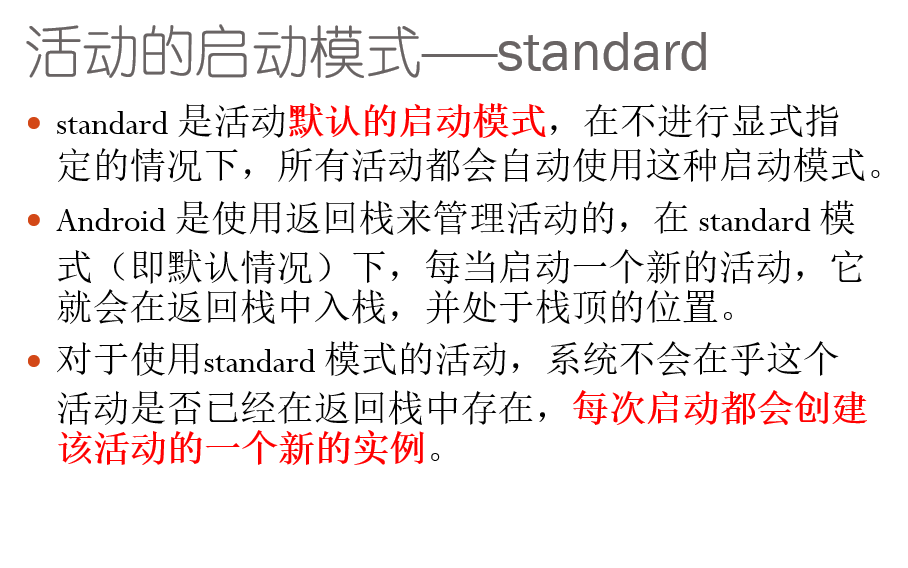 活动的启动模式——standard
• standard 是活动默认的启动模式，在不进行显式指
定的情况下，所有活动都会自动使用这种启动模式。
• Android 是使用返回栈来管理活动的，在 standard 模
式（即默认情况）下，每当启动一个新的活动，它
就会在返回栈中入栈，并处于栈顶的位置。
• 对于使用standard 模式的活动，系统不会在乎这个
活动是否已经在返回栈中存在，每次启动都会创建
该活动的一个新的实例。